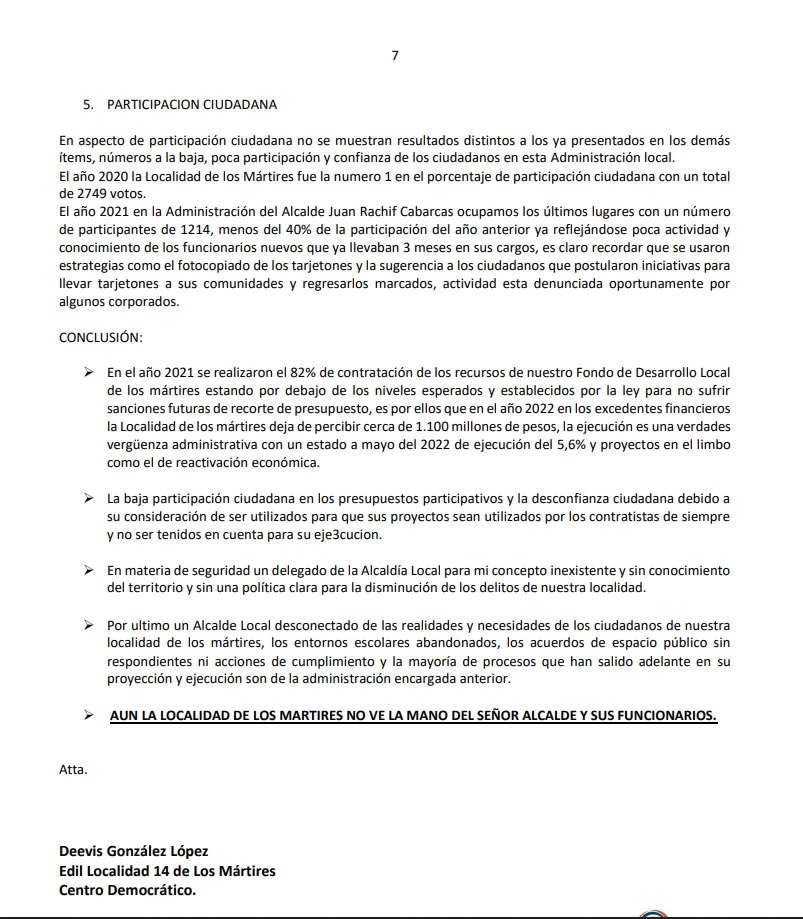 7
5. PARTICIPACION CIUDADANA
En aspecto de participación ciudadana no se muestran resultados distintos a los ya presentados en los demás
ítems, números a la baja, poca participación y confianza de los ciudadanos en esta Administración local.
El año 2020 la Localidad de los Mártires fue la numero 1 en el porcentaje de participación ciudadana con un total
de 2749 votos.
El año 2021 en la Administración del Alcalde Juan Rachif Cabarcas ocupamos los últimos lugares con un número
de participantes de 1214, menos del 40% de la participación del año anterior ya reflejándose poca actividad y
conocimiento de los funcionarios nuevos que ya llevaban 3 meses en sus cargos, es claro recordar que se usaron
estrategias como el fotocopiado de los tarjetones y la sugerencia a los ciudadanos que postularon iniciativas para
llevar tarjetones a sus comunidades y regresarlos marcados, actividad esta denunciada oportunamente por
algunos corporados.
CONCLUSIÓN:
➢ En el año 2021 se realizaron el 82% de contratación de los recursos de nuestro Fondo de Desarrollo Local
de los mártires estando por debajo de los niveles esperados y establecidos por la ley para no sufrir
sanciones futuras de recorte de presupuesto, es por ellos que en el año 2022 en los excedentes financieros
la Localidad de los mártires deja de percibir cerca de 1.100 millones de pesos, la ejecución es una verdades
vergüenza administrativa con un estado a mayo del 2022 de ejecución del 5,6% y proyectos en el limbo
como el de reactivación económica.
➢ La baja participación ciudadana en los presupuestos participativos y la desconfianza ciudadana debido a
su consideración de ser utilizados para que sus proyectos sean utilizados por los contratistas de siempre
y no ser tenidos en cuenta para su eje3cucion.
➢ En materia de seguridad un delegado de la Alcaldía Local para mi concepto inexistente y sin conocimiento
del territorio y sin una política clara para la disminución de los delitos de nuestra localidad.
➢ Por ultimo un Alcalde Local desconectado de las realidades y necesidades de los ciudadanos de nuestra
localidad de los mártires, los entornos escolares abandonados, los acuerdos de espacio público sin
respondientes ni acciones de cumplimiento y la mayoría de procesos que han salido adelante en su
proyección y ejecución son de la administración encargada anterior.
➢ AUN LA LOCALIDAD DE LOS MARTIRES NO VE LA MANO DEL SEÑOR ALCALDE Y SUS FUNCIONARIOS.
Atta.
Deevis González López
Edil Localidad 14 de Los Mártires
Centro Democrático.